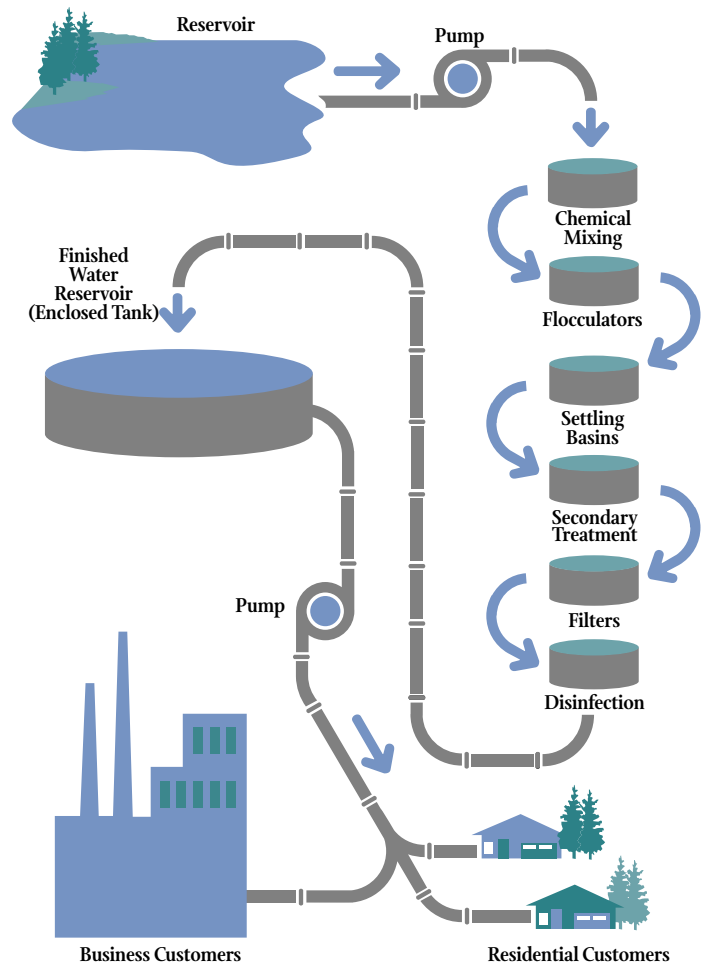 Reservoir
Pump
Chemical
Mixing
Flocculators
Settling
Basins
Secondary
Treatment
Filters
Disinfection
Finished
Water
Reservoir
(Enclosed Tank)
Pump
Business Customers
Residential Customers